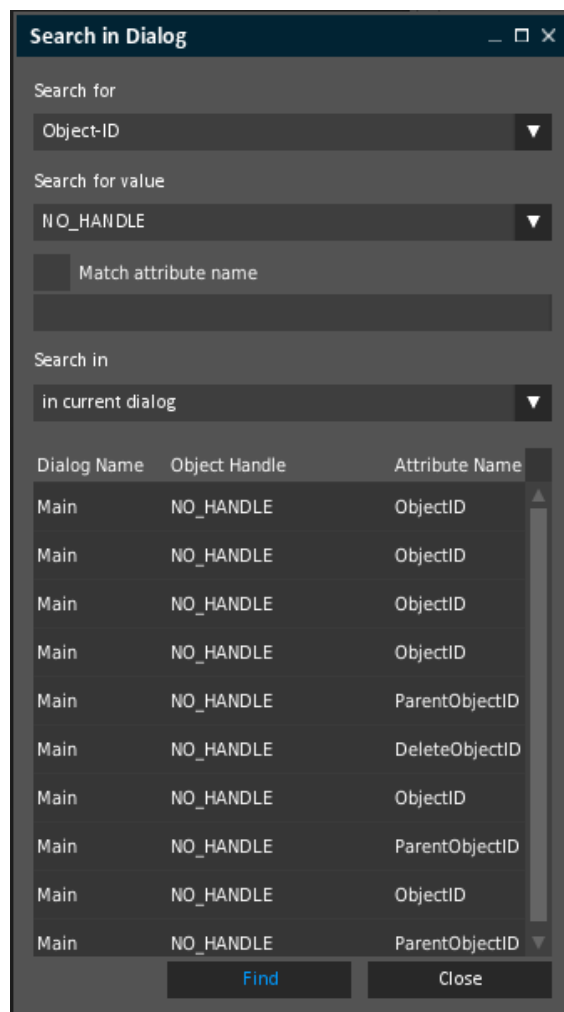 Search in Dialog
Search for
Object-ID
Search for value
NO_HANDLE
Match attribute name
Search in
in current dialog
Dialog Name Object Handle Attribute Name
Main NO_HANDLE ObjectID
Main NO_HANDLE ObjectID
Main NO_HANDLE ObjectID
Main NO_HANDLE ObjectID
Main NO_HANDLE ParentObjectID
Main NO_HANDLE DeleteObjectID
Main NO_HANDLE ObjectID
Main NO_HANDLE ParentObjectID
Main NO_HANDLE ObjectID
Main NO_HANDLE ParentObjectID
Find Close